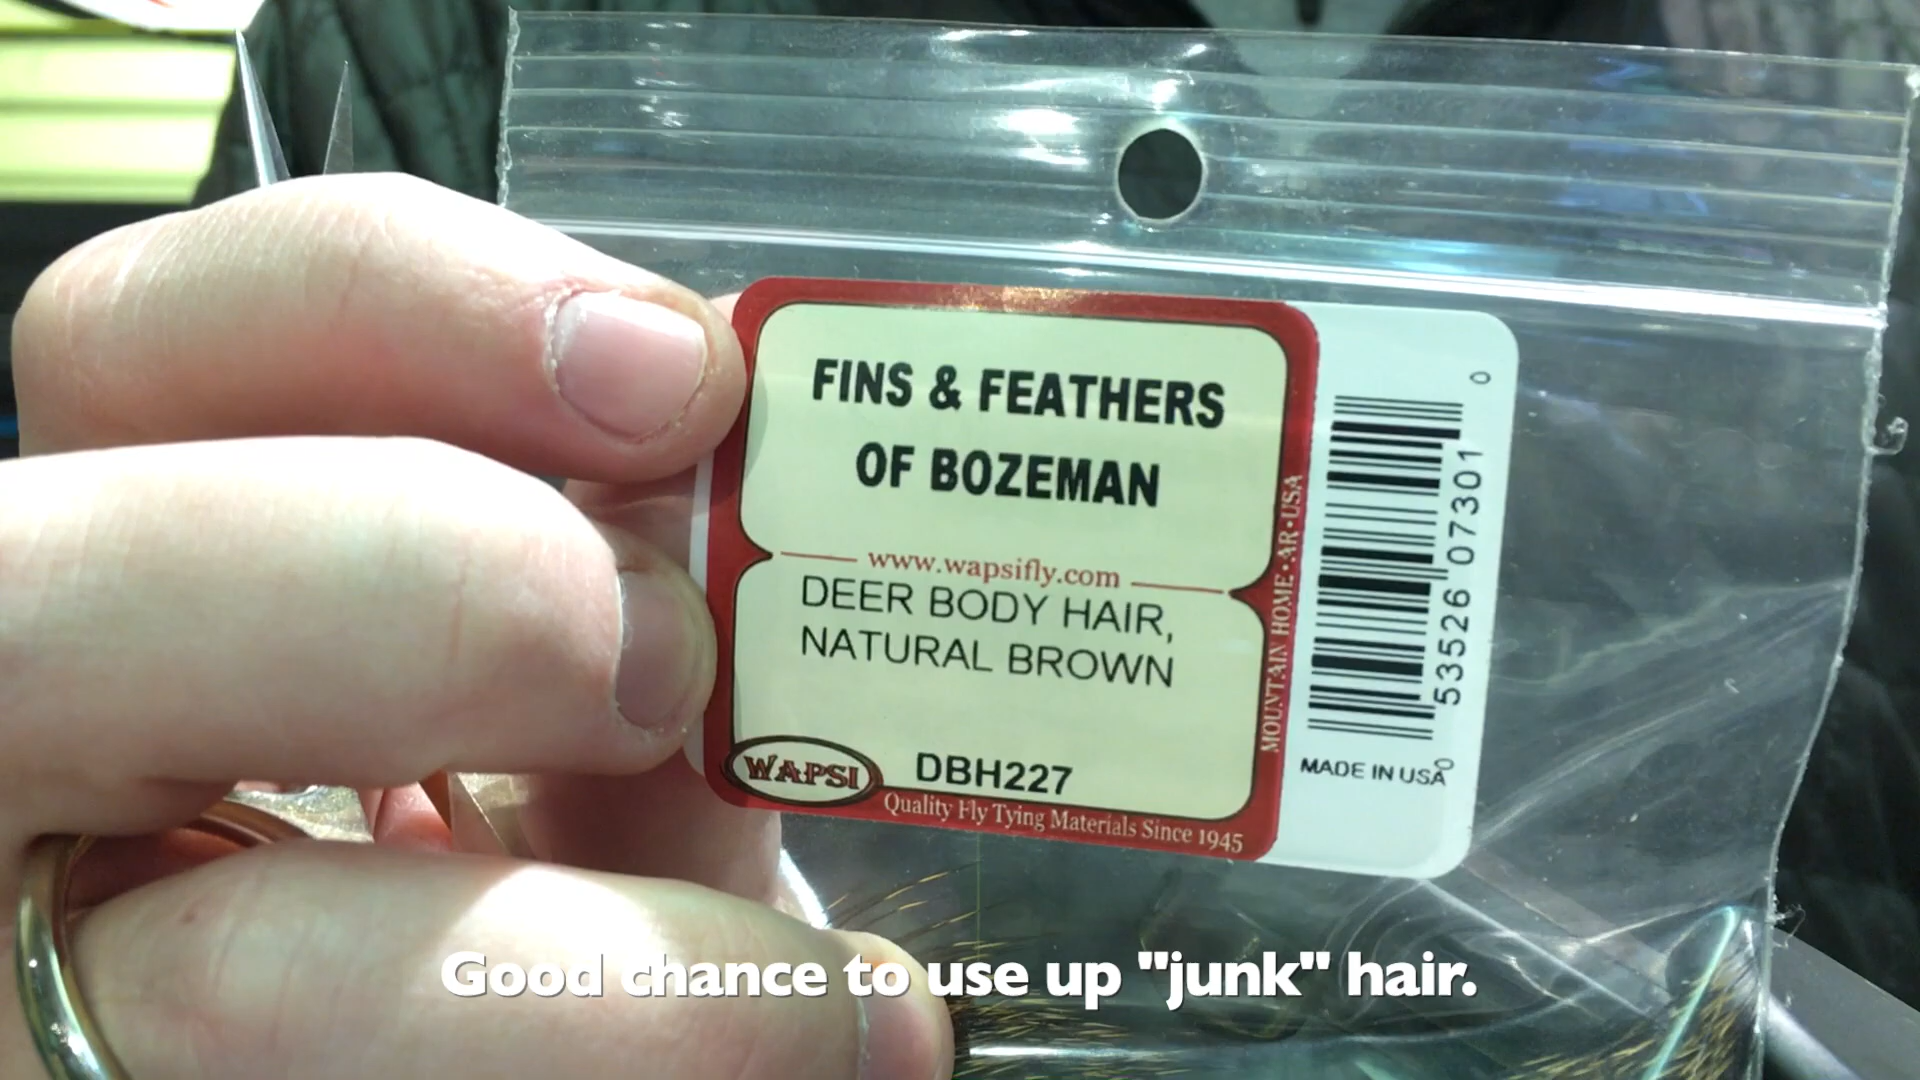 FINS & FEATHERS
OF BOZEMAN
www.wapsifly.com
DEER BODY HAIR,
NATURAL BROWN
WAPSI
DBH227
Quality Fly Tying Materials Since 1945
MOUNTAIN HOME • AR • USA
0 53526 07301 0
MADE IN USA
Good chance to use up "junk" hair.